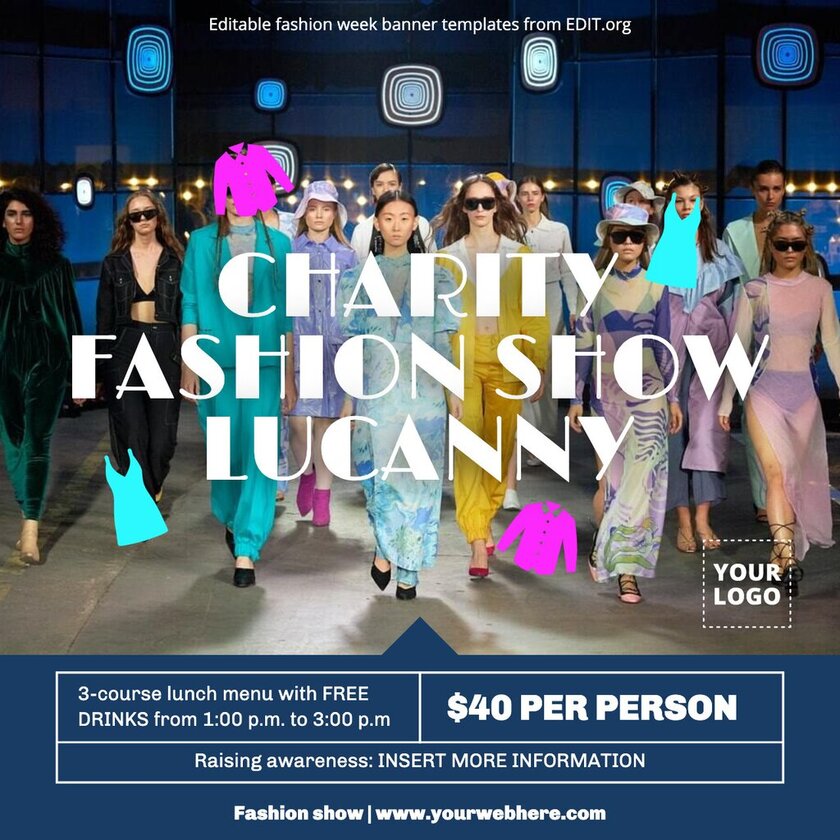 Editable fashion week banner templates from EDIT.org
CHARITY
FASHION SHOW
LUCANNY
YOUR
LOGO
3-course lunch menu with FREE
DRINKS from 1:00 p.m. to 3:00 p.m
$40 PER PERSON
Raising awareness: INSERT MORE INFORMATION
Fashion show | www.yourwebhere.com